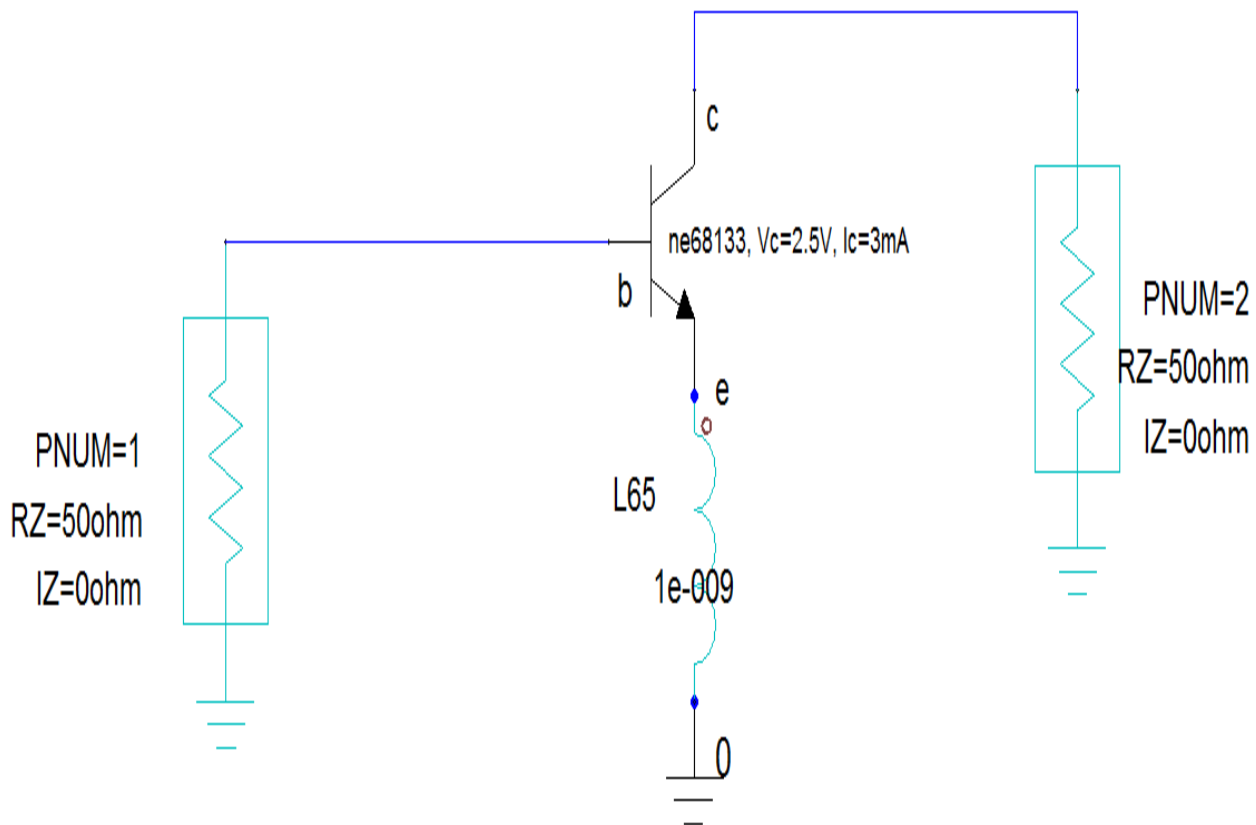 c
ne68133, Vc=2.5V, Ic=3mA
b
PNUM=2
RZ=50ohm
IZ=0ohm
e
PNUM=1
RZ=50ohm
IZ=0ohm
L65
1e-009
0